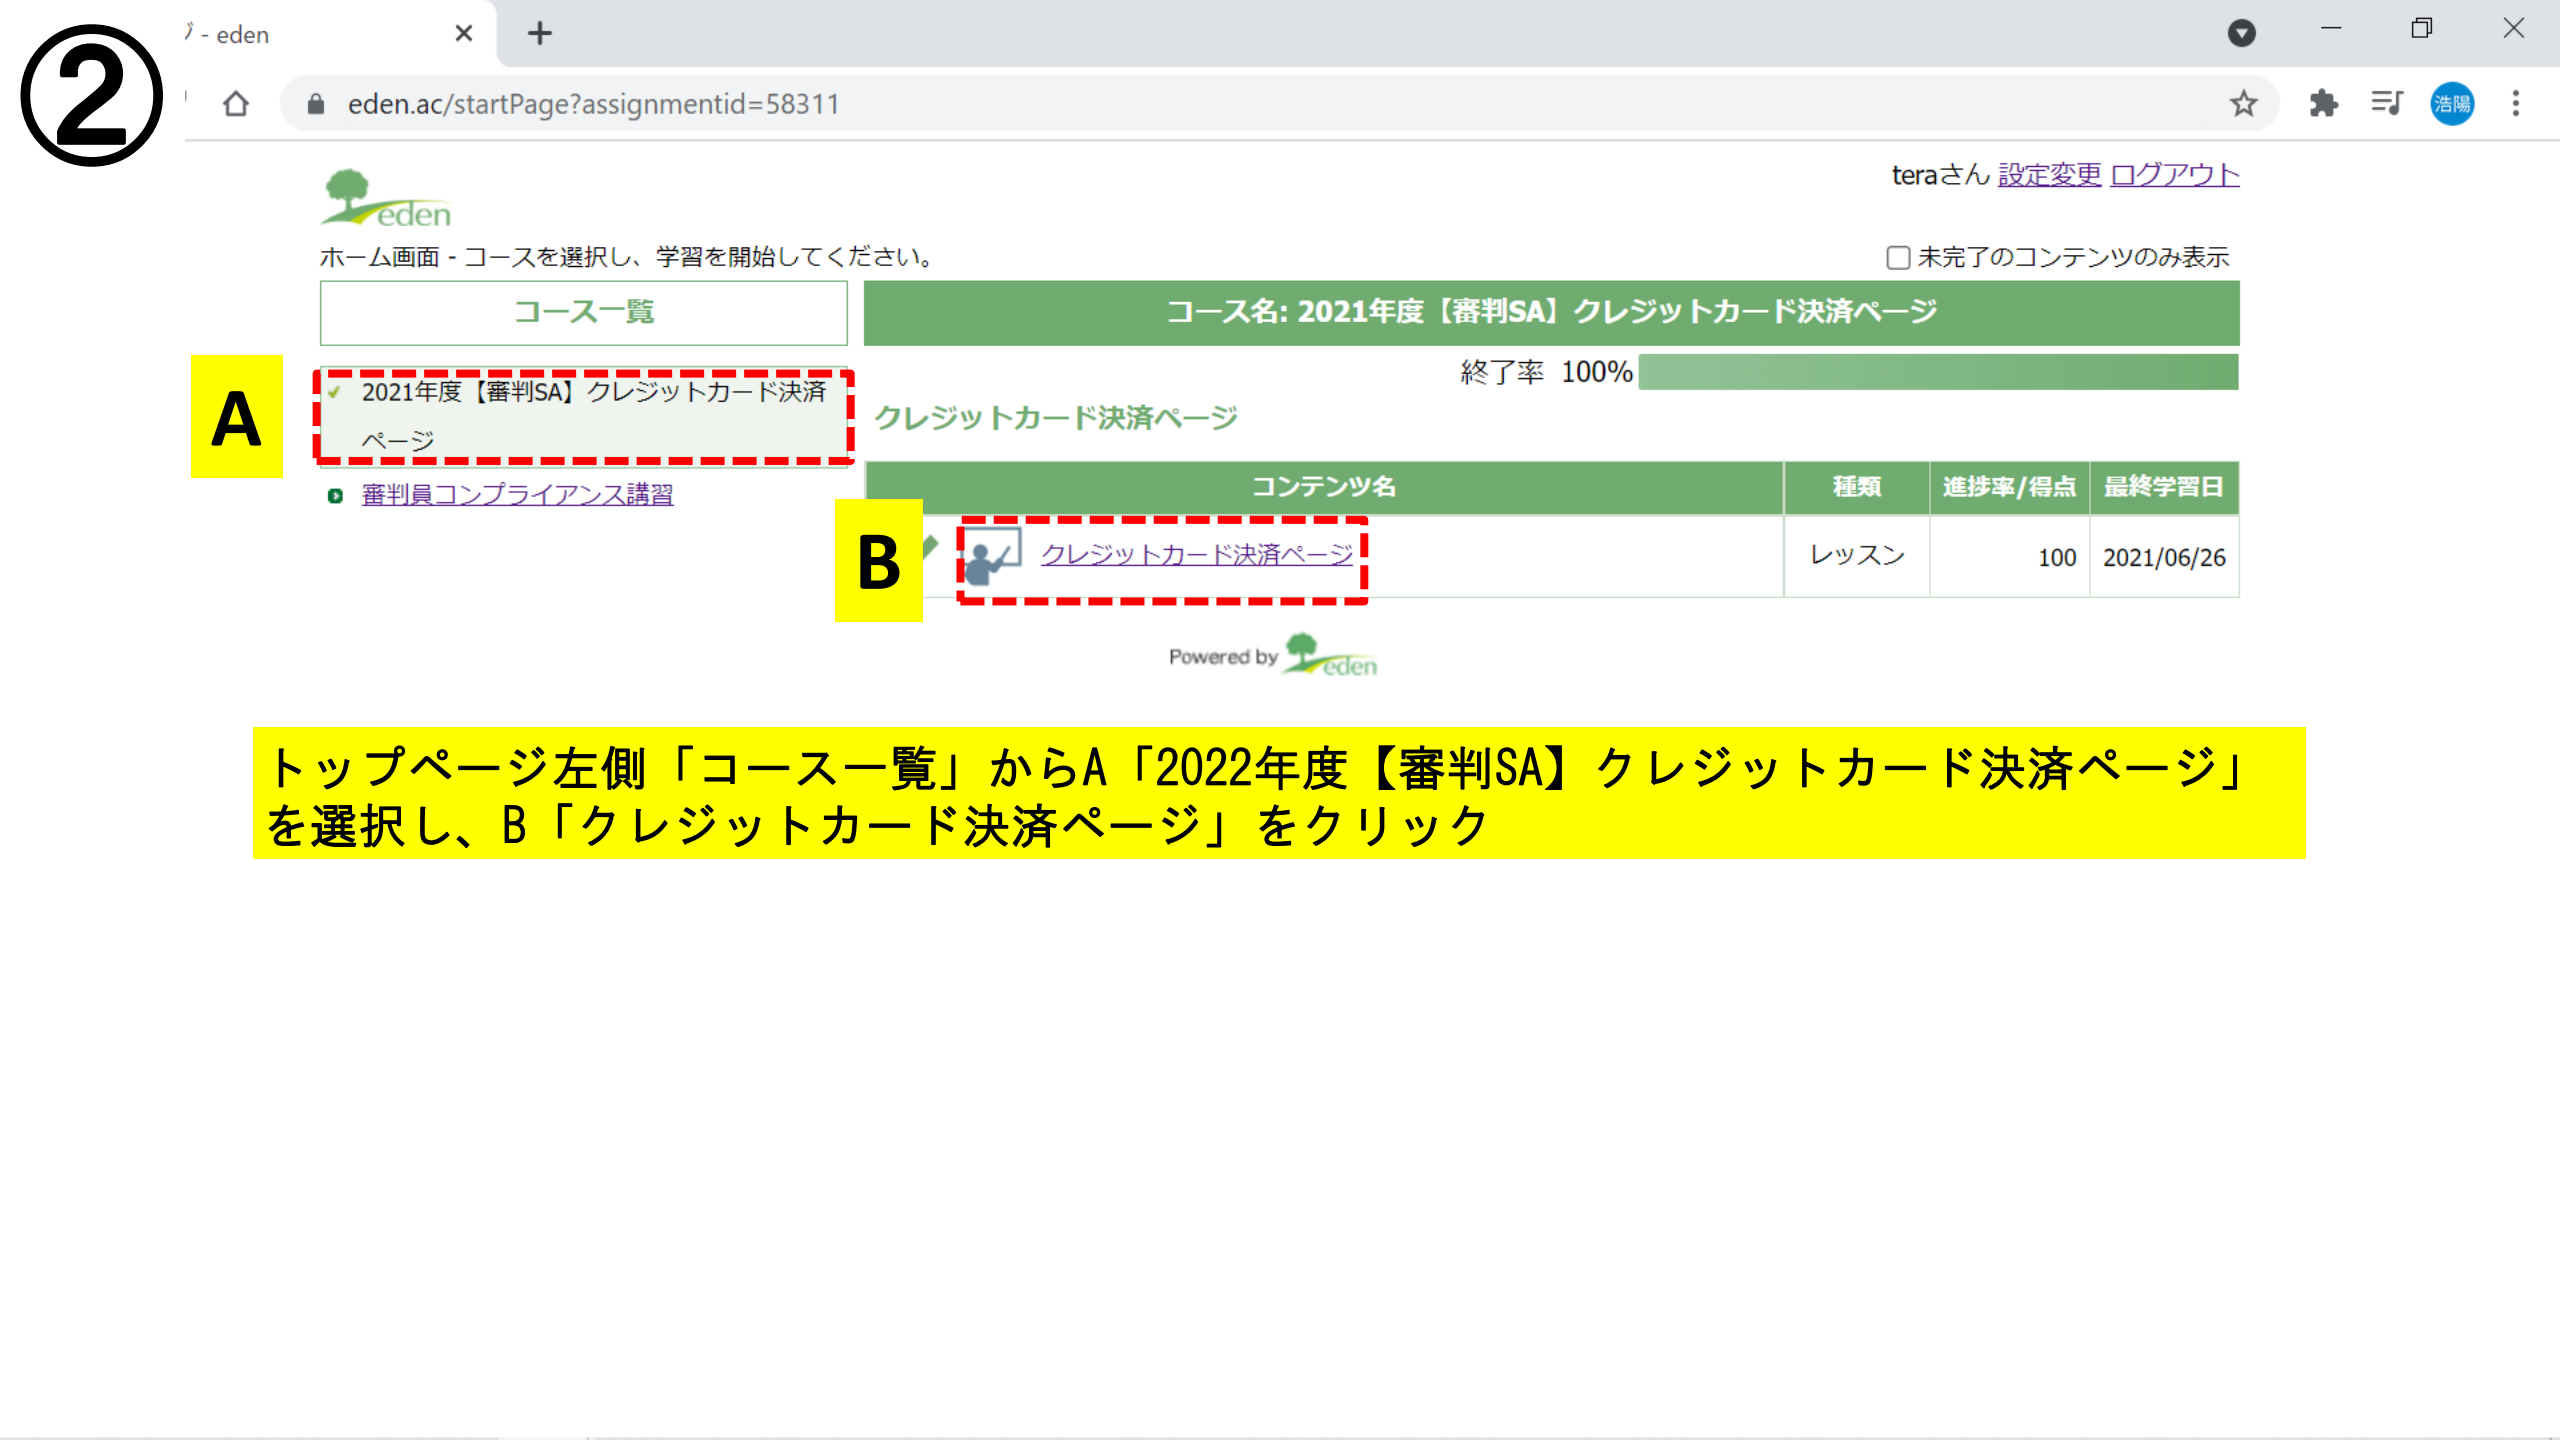 ②
ジ - eden
eden.ac/startPage?assignmentid=58311
浩陽
eden
teraさん 設定変更 ログアウト
ホーム画面 - コースを選択し、学習を開始してください。
未完了のコンテンツのみ表示
コース一覧
コース名: 2021年度【審判SA】クレジットカード決済ページ
終了率 100%
A
2021年度【審判SA】クレジットカード決済
ページ
審判員コンプライアンス講習
クレジットカード決済ページ
コンテンツ名 種類 進捗率/得点 最終学習日
B
クレジットカード決済ページ レッスン 100 2021/06/26
Powered by eden
トップページ左側「コース一覧」からA「2022年度【審判SA】クレジットカード決済ページ」
を選択し、B「クレジットカード決済ページ」をクリック